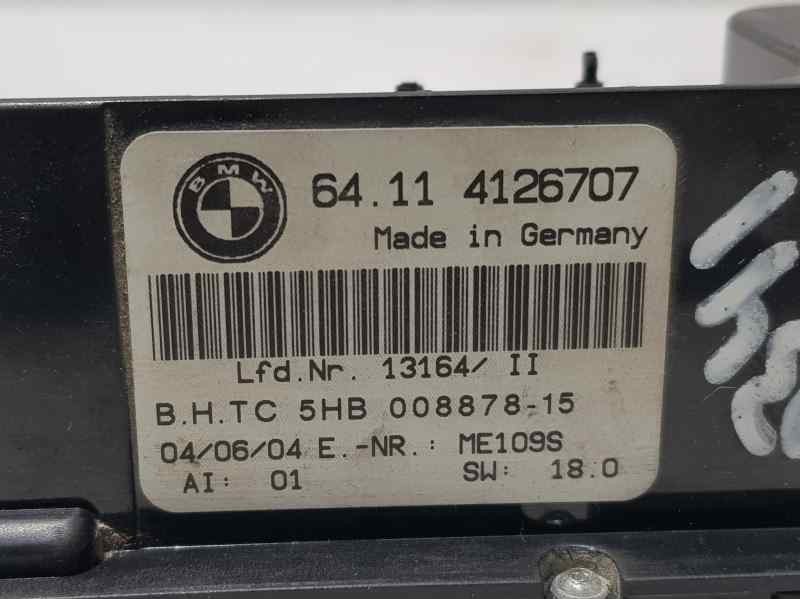 BMW
64.11 4126707
Made in Germany
Lfd.Nr. 13164/ II
B.H.TC 5HB 008878-15
04/06/04 E.-NR.: ME109S
AI: 01
SW: 18.0